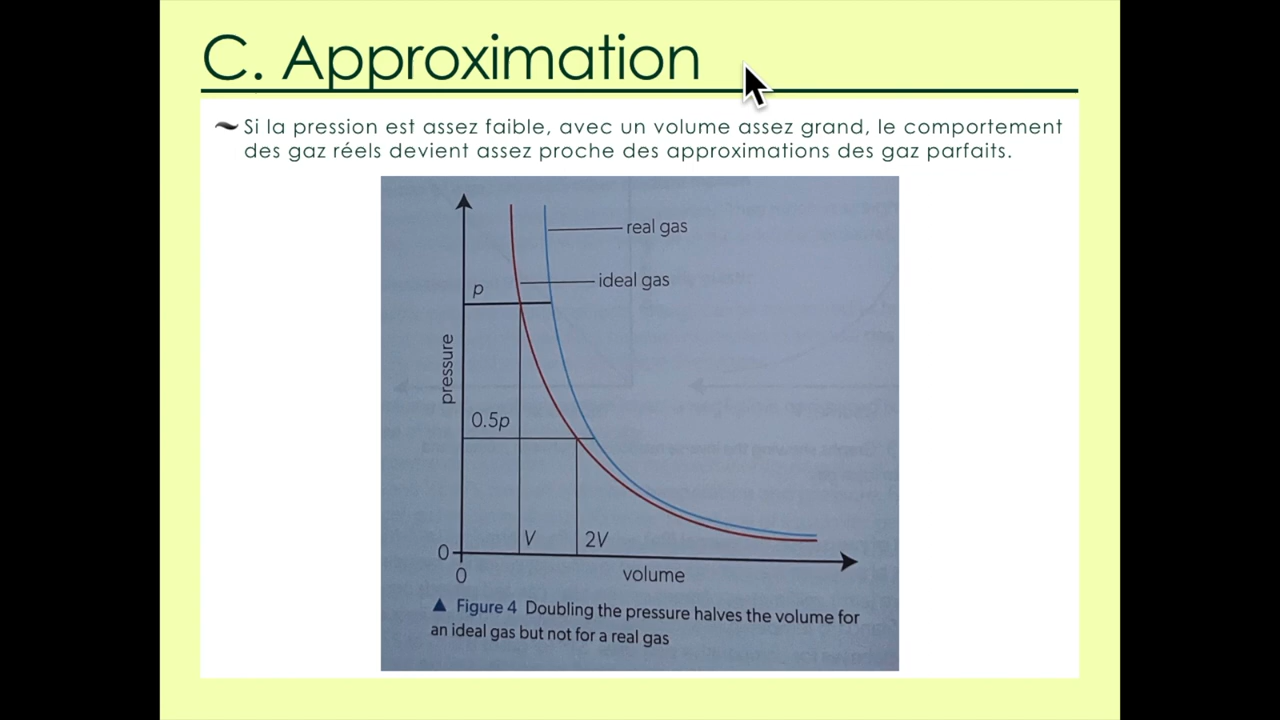 C. Approximation
Si la pression est assez faible, avec un volume assez grand, le comportement
des gaz réels devient assez proche des approximations des gaz parfaits.
real gas
ideal gas
p
pressure
0.5p
V
2V
0
0
volume
▲ Figure 4 Doubling the pressure halves the volume for
an ideal gas but not for a real gas